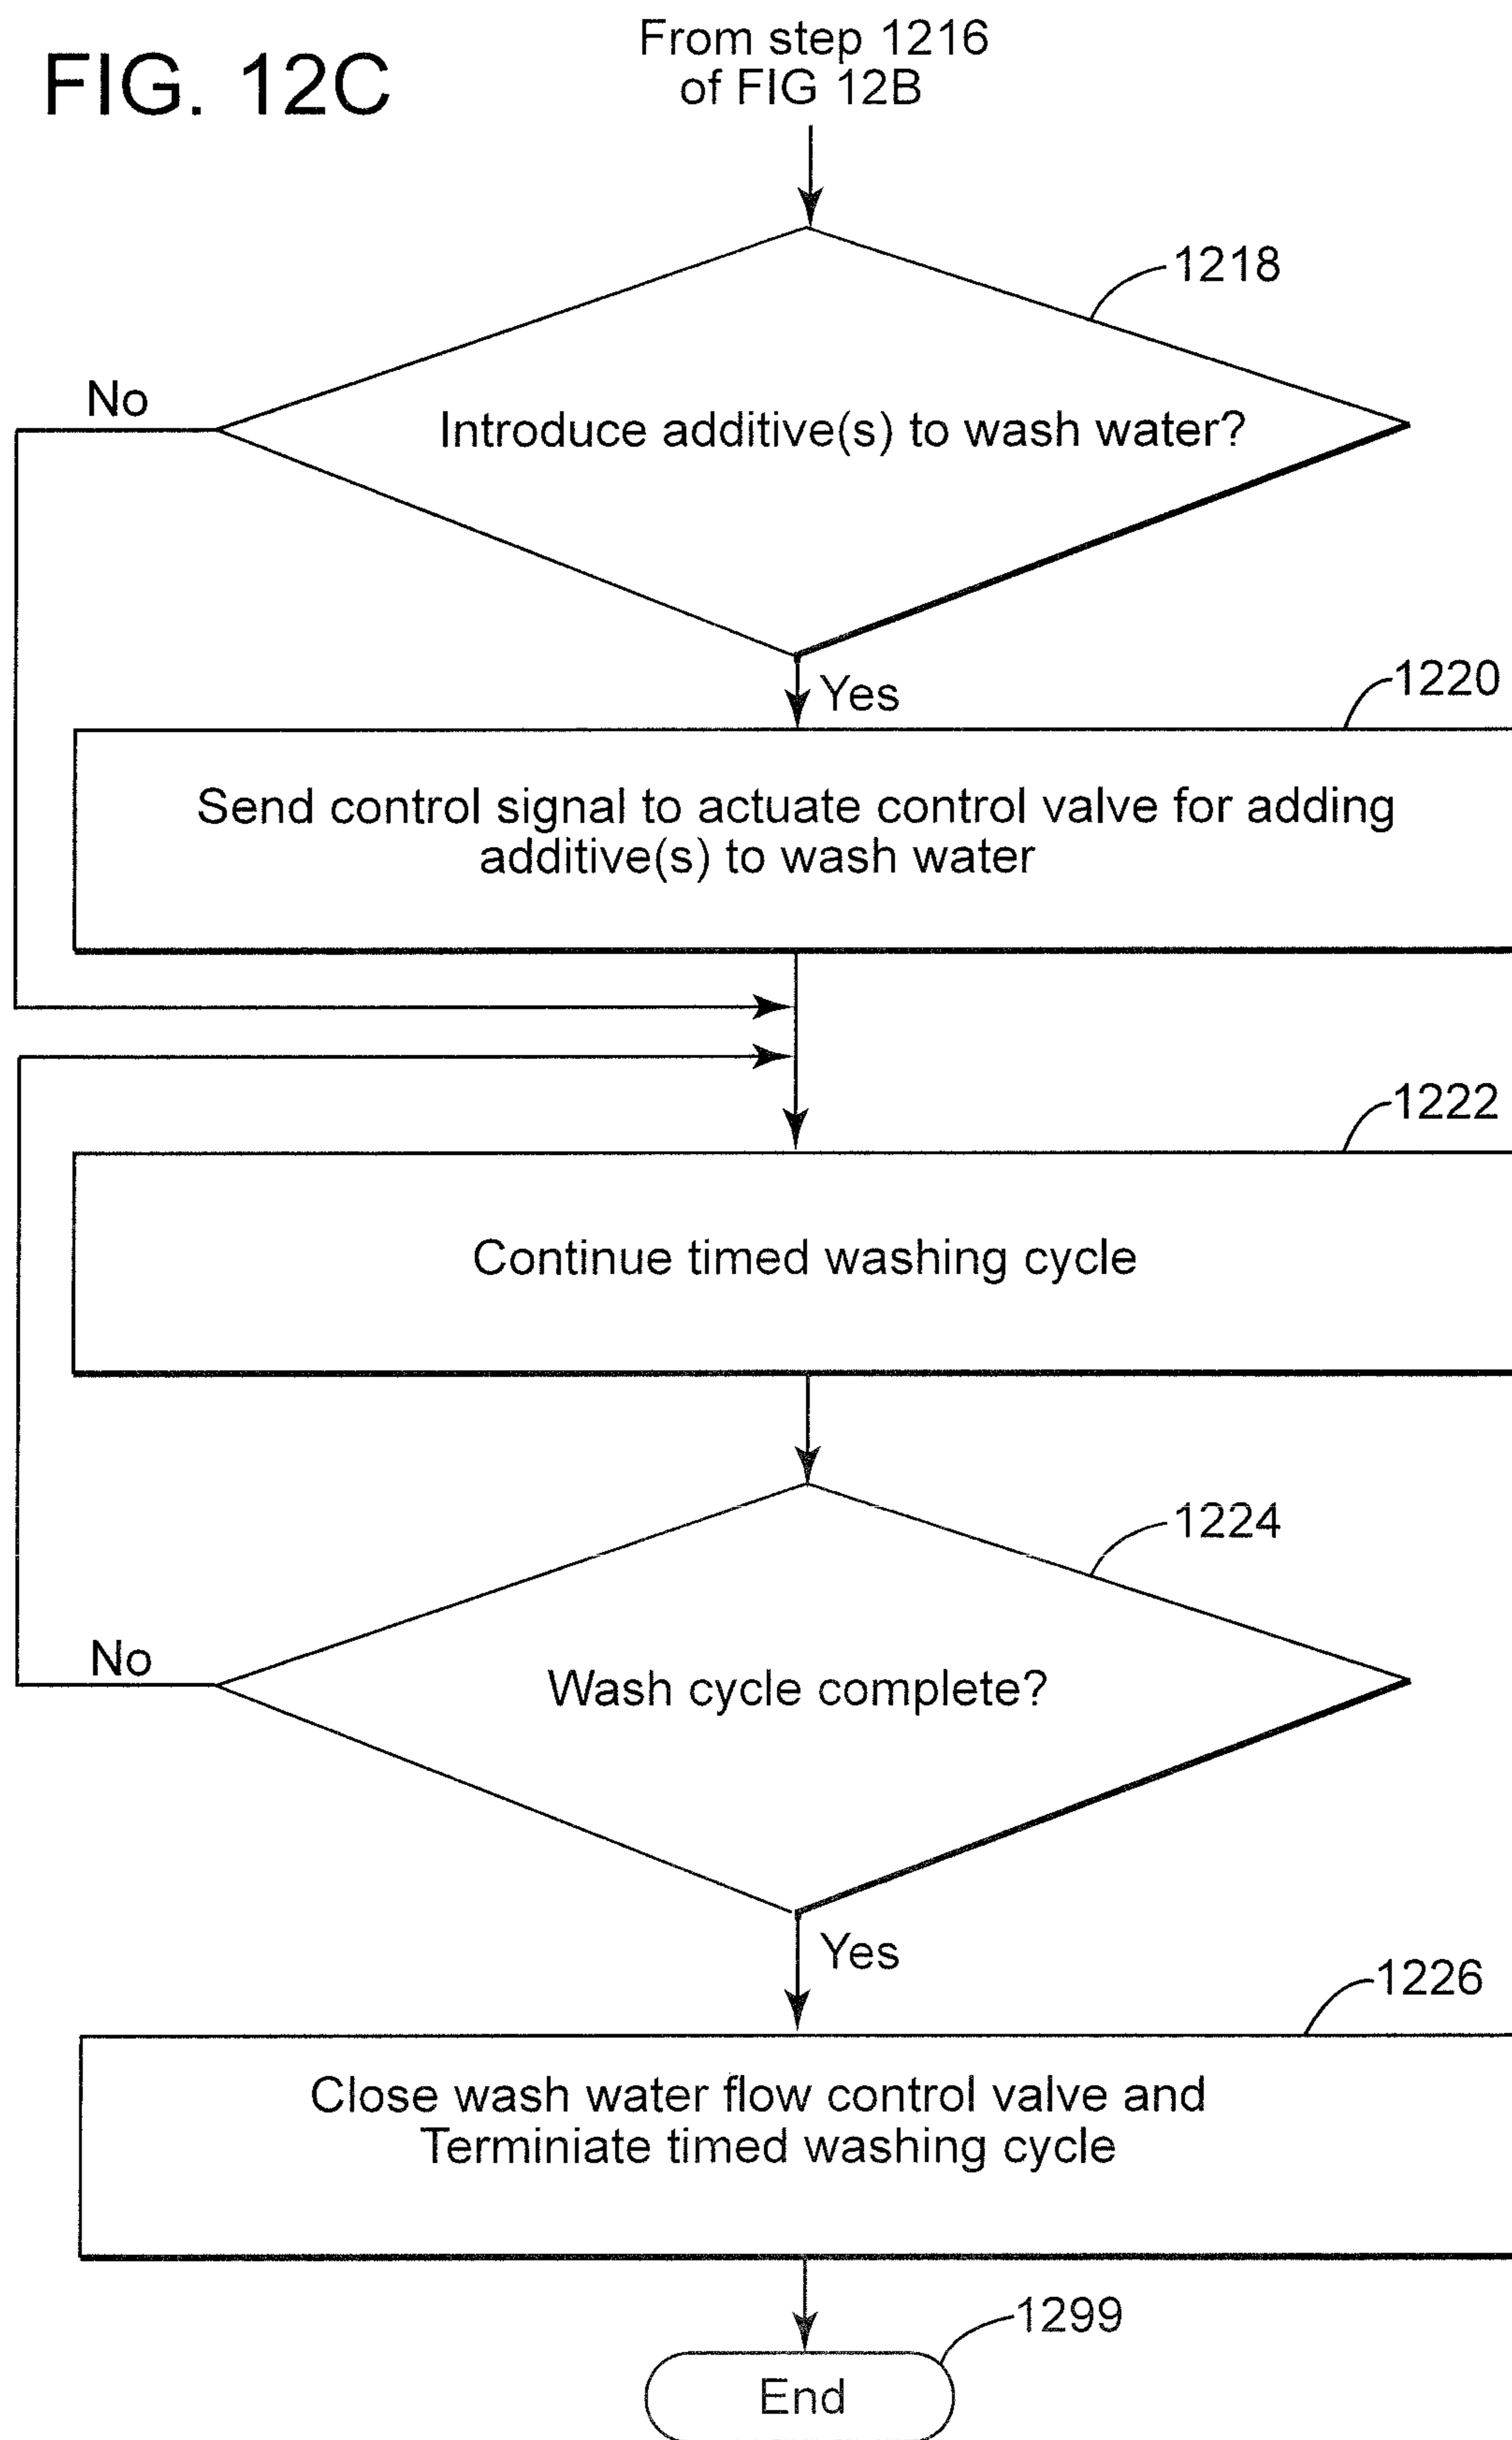 FIG. 12C
From step 1216
of FIG 12B
1218
No
Introduce additive(s) to wash water?
Yes
1220
Send control signal to actuate control valve for adding
additive(s) to wash water
1222
Continue timed washing cycle
1224
No
Wash cycle complete?
Yes
1226
Close wash water flow control valve and
Terminiate timed washing cycle
1299
End